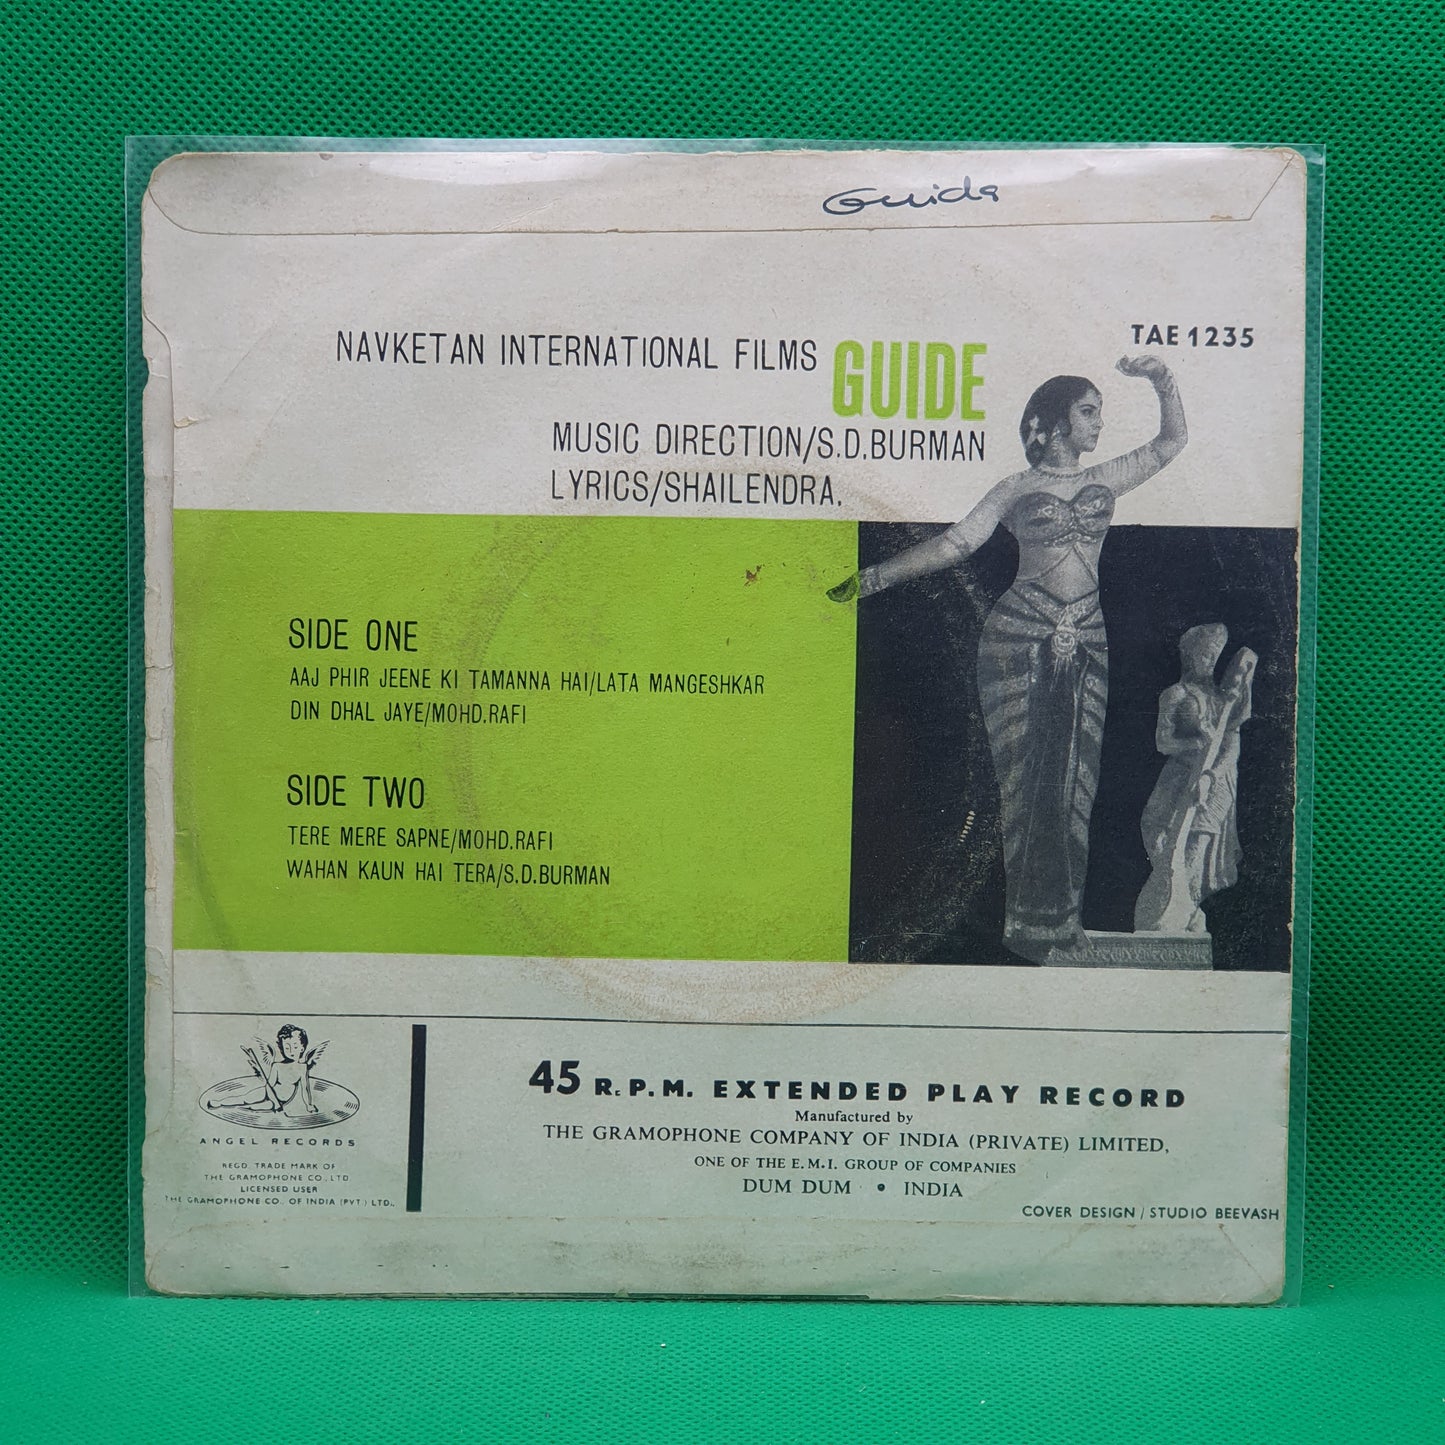 Guide
TAE 1235
NAVKETAN INTERNATIONAL FILMS GUIDE
MUSIC DIRECTION/S.D.BURMAN
LYRICS/SHAILENDRA.
SIDE ONE
AAJ PHIR JEENE KI TAMANNA HAI/LATA MANGESHKAR
DIN DHAL JAYE/MOHD.RAFI
SIDE TWO
TERE MERE SAPNE/MOHD.RAFI
WAHAN KAUN HAI TERA/S.D.BURMAN
ANGEL RECORDS
REGD. TRADE MARK OF
THE GRAMOPHONE CO., LTD
LICENSED USER
THE GRAMOPHONE CO., OF INDIA (PVT.) LTD.,
45 R.P.M. EXTENDED PLAY RECORD
Manufactured by
THE GRAMOPHONE COMPANY OF INDIA (PRIVATE) LIMITED,
ONE OF THE E.M.I. GROUP OF COMPANIES
DUM DUM • INDIA
COVER DESIGN / STUDIO BEEVASH